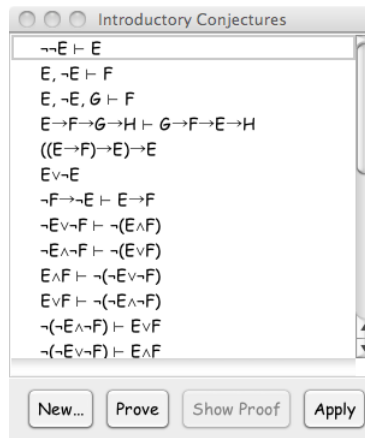 Introductory Conjectures
¬¬E ⊢ E
E, ¬E ⊢ F
E, ¬E, G ⊢ F
E→F→G→H ⊢ G→F→E→H
((E→F)→E)→E
E∨¬E
¬F→¬E ⊢ E→F
¬E∨¬F ⊢ ¬(E∧F)
¬E∧¬F ⊢ ¬(E∨F)
E∧F ⊢ ¬(¬E∨¬F)
E∨F ⊢ ¬(¬E∧¬F)
¬(¬E∧¬F) ⊢ E∨F
¬(¬E∨¬F) ⊢ E∧F
New... Prove Show Proof Apply